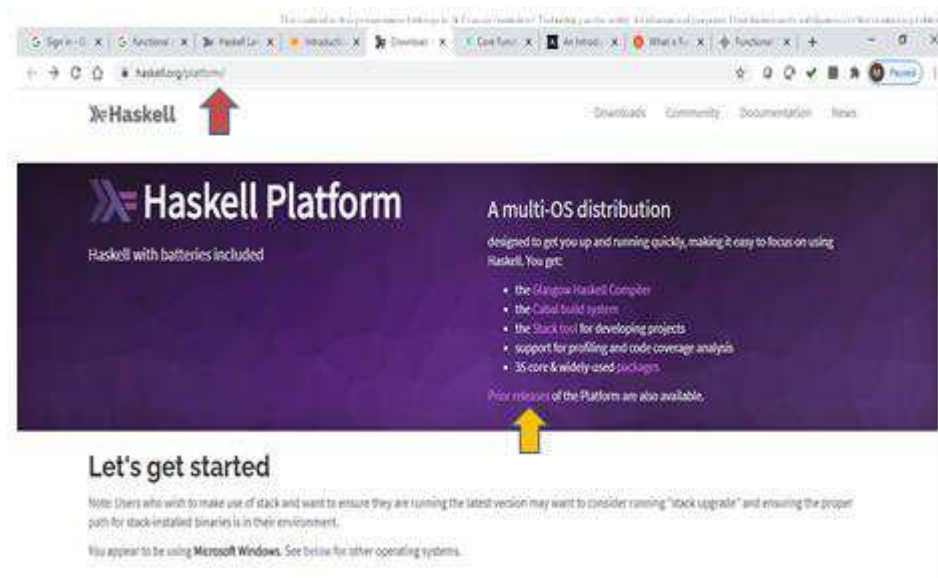 haskell.org/platform/
Paused
Haskell
Downloads Community Documentation News
Haskell Platform
Haskell with batteries included
A multi-OS distribution
designed to get you up and running quickly, making it easy to focus on using
Haskell. You get:
• the Glasgow Haskell Compiler
• the Cabal build system
• the Stack tool for developing projects
• support for profiling and code coverage analysis
• 35 core & widely-used packages
Prior releases of the Platform are also available.
Let's get started
Note: Users who wish to make use of stack and want to ensure they are running the latest version may want to consider running "stack upgrade" and ensuring the proper
path for stack-installed binaries is in their environment.
You appear to be using Microsoft Windows. See below for other operating systems.